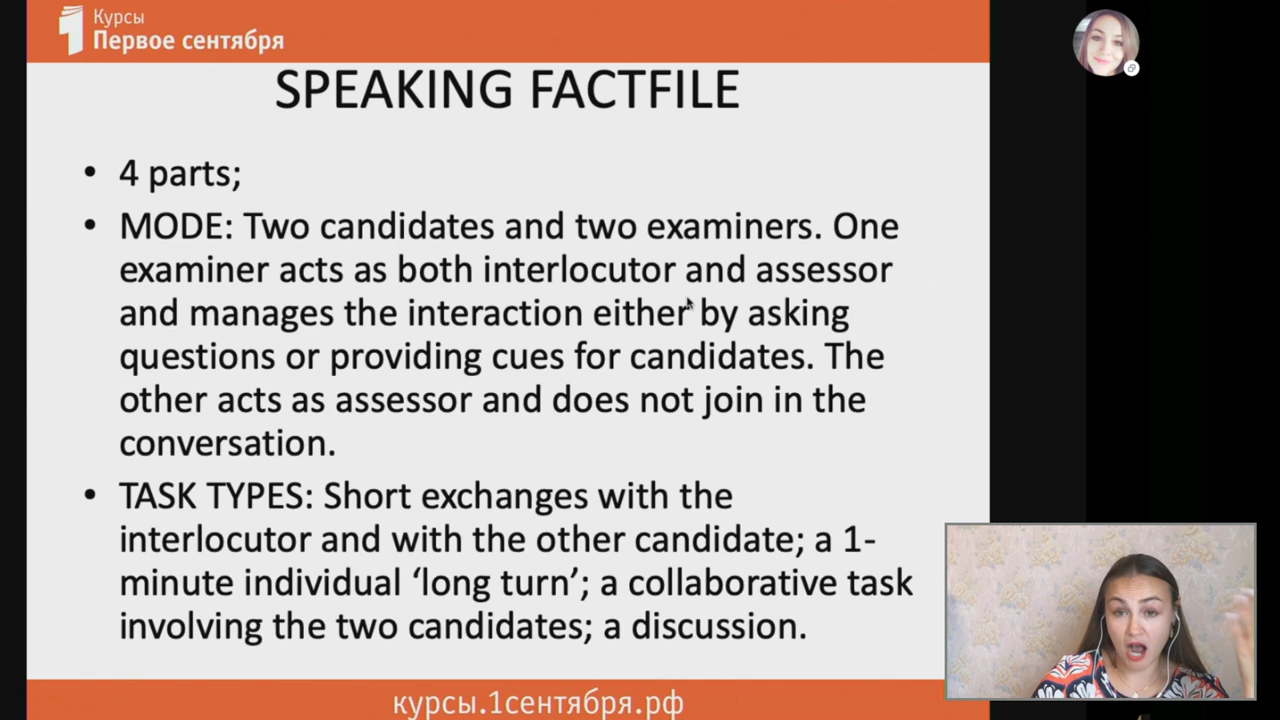 Курсы
Первое сентября
SPEAKING FACTFILE
• 4 parts;
• MODE: Two candidates and two examiners. One
examiner acts as both interlocutor and assessor
and manages the interaction either by asking
questions or providing cues for candidates. The
other acts as assessor and does not join in the
conversation.
• TASK TYPES: Short exchanges with the
interlocutor and with the other candidate; a 1-
minute individual ‘long turn’; a collaborative task
involving the two candidates; a discussion.
курсы.1сентября.рф